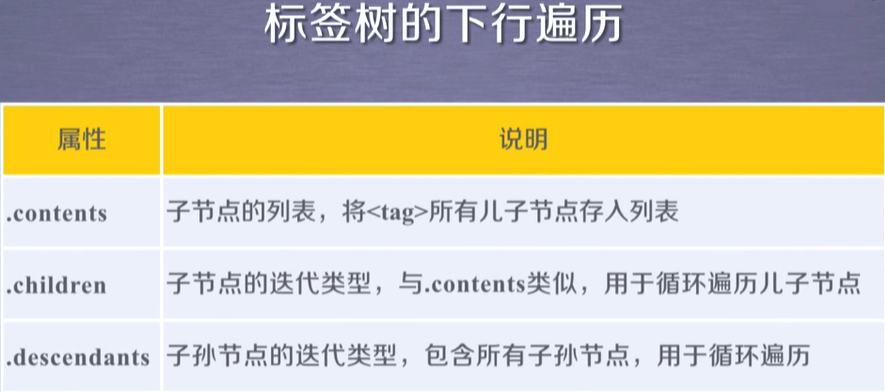 标签树的下行遍历
属性 说明
.contents 子节点的列表，将<tag>所有儿子节点存入列表
.children 子节点的迭代类型，与.contents类似，用于循环遍历儿子节点
.descendants 子孙节点的迭代类型，包含所有子孙节点，用于循环遍历